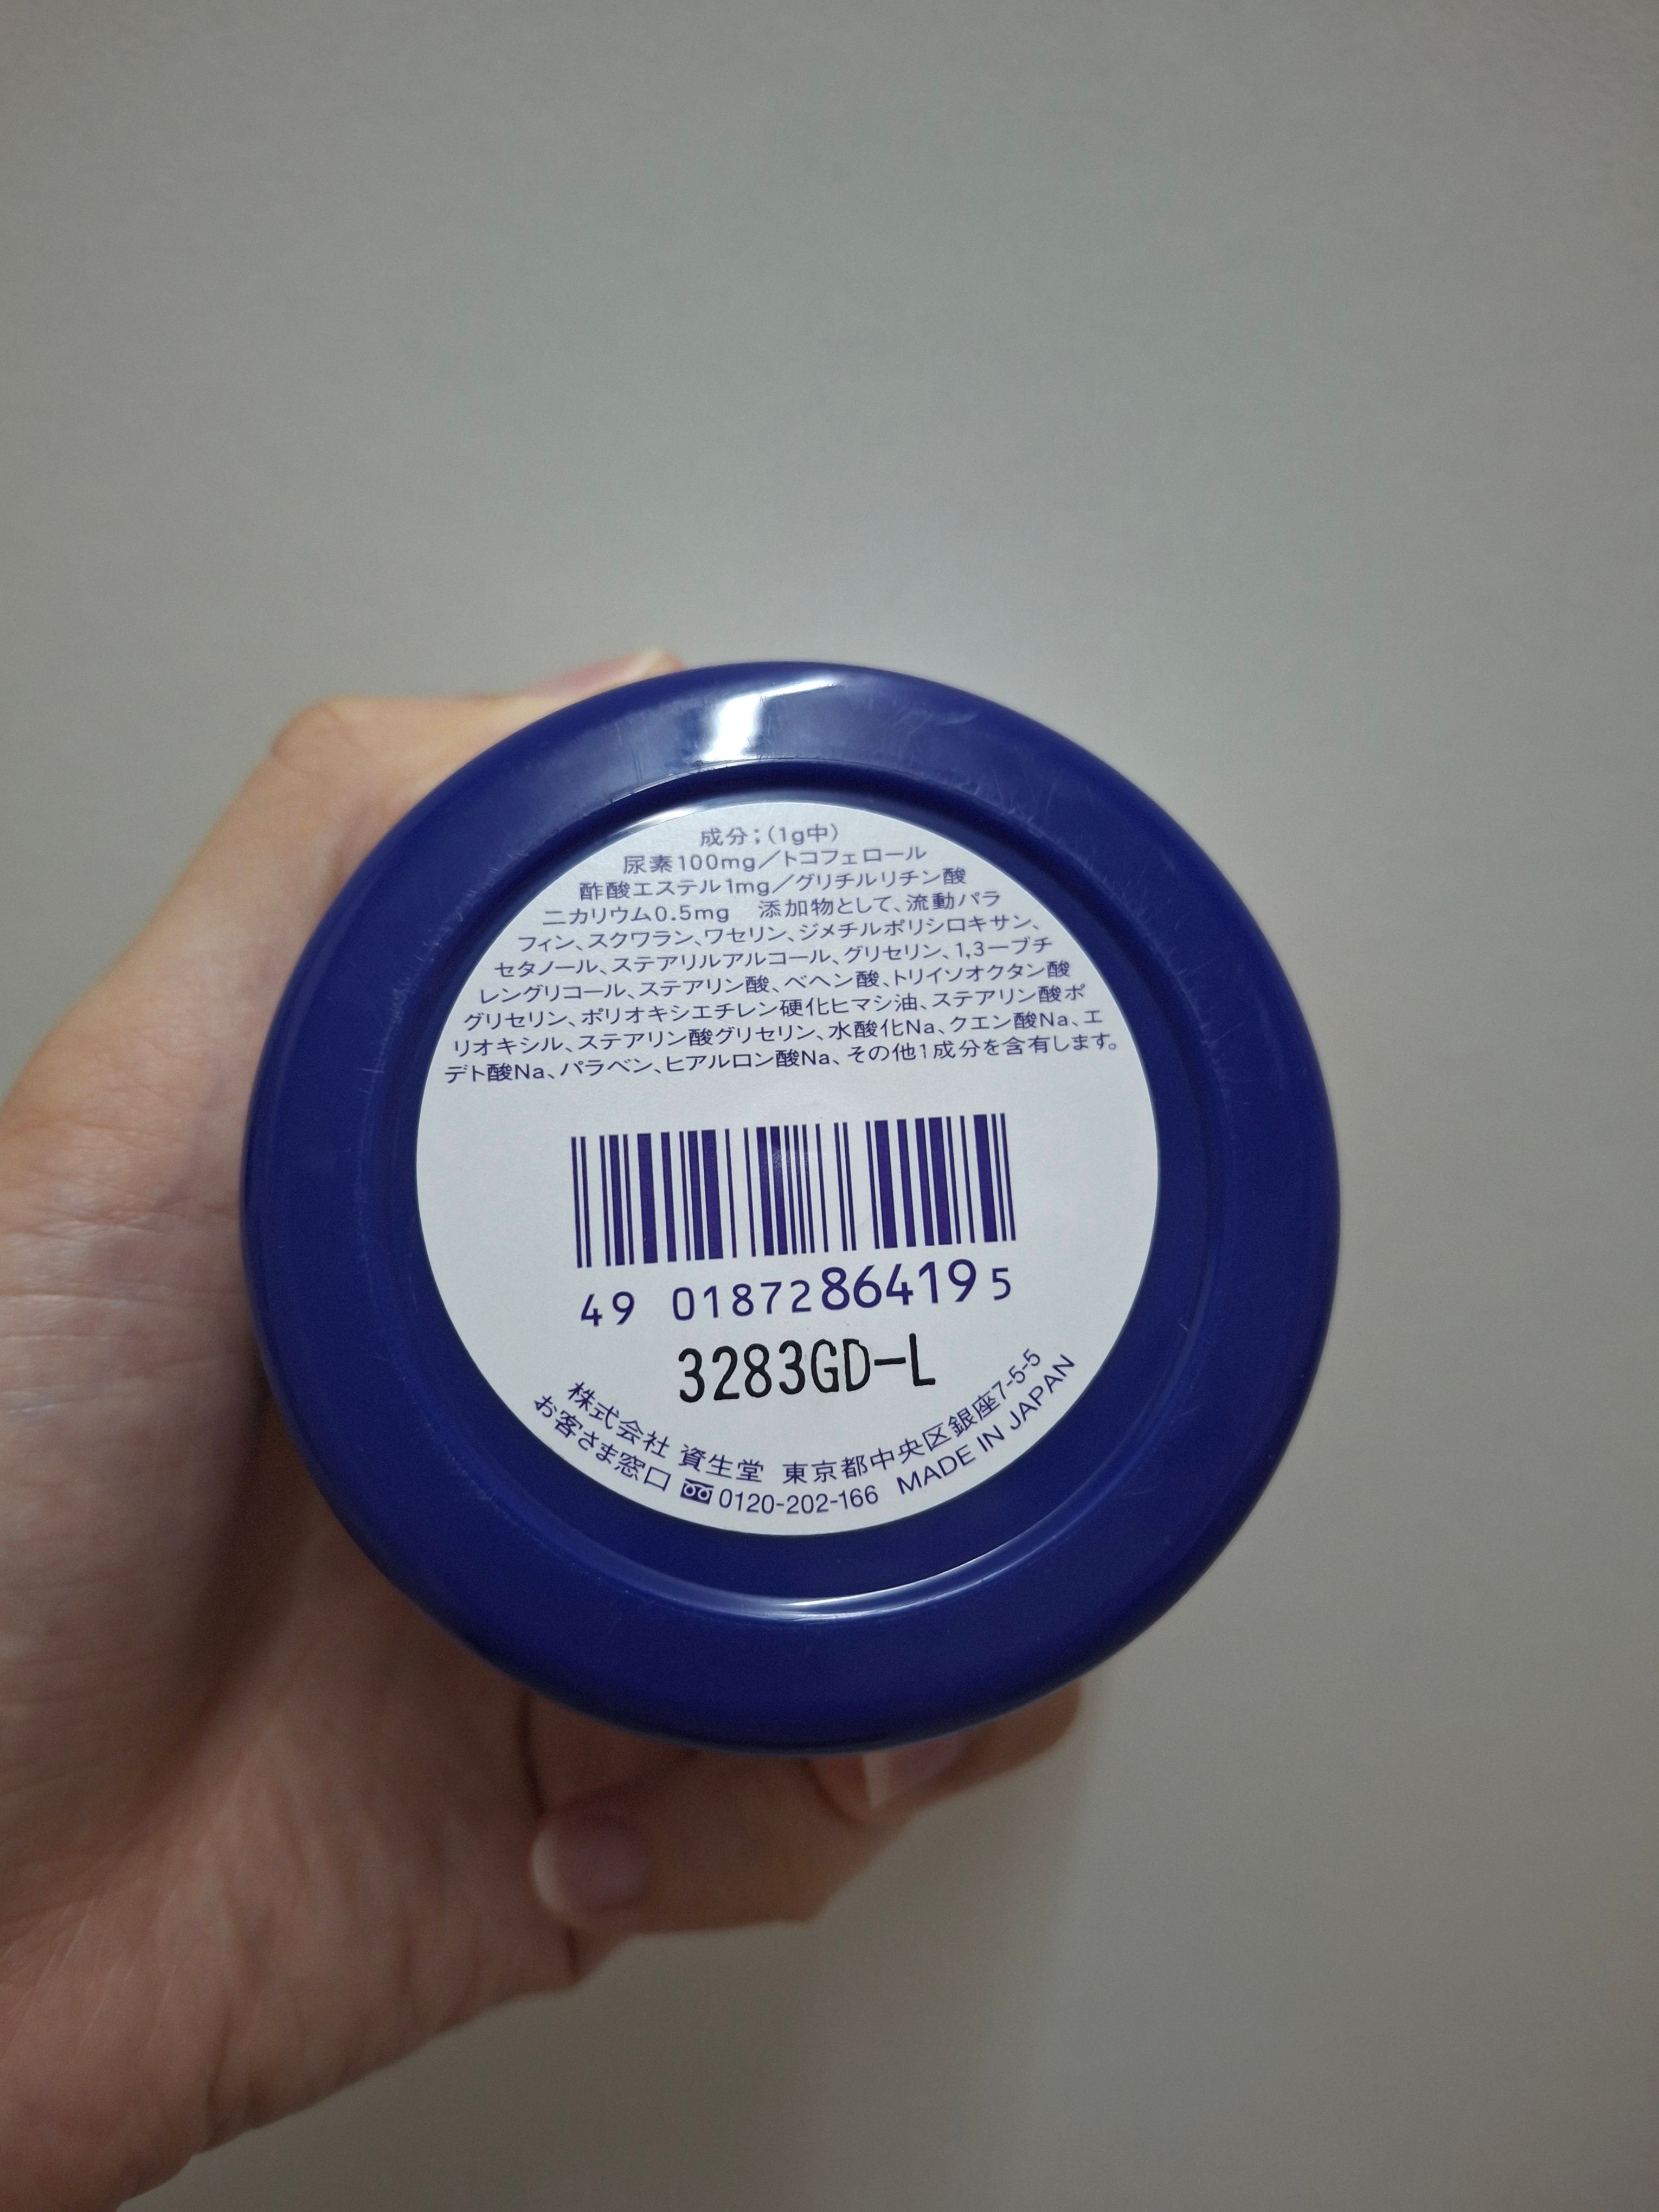 成分；（1g中）
尿素100mg／トコフェロール
酢酸エステル1mg／グリチルリチン酸
二カリウム0.5mg　添加物として、流動パラ
フィン、スクワラン、ワセリン、ジメチルポリシロキサン、
セタノール、ステアリルアルコール、グリセリン、1,3ーブチ
レングリコール、ステアリン酸、ベヘン酸、トリイソオクタン酸
グリセリン、ポリオキシエチレン硬化ヒマシ油、ステアリン酸ポ
リオキシル、ステアリン酸グリセリン、水酸化Na、クエン酸Na、エ
デト酸Na、パラベン、ヒアルロン酸Na、その他1成分を含有します。
49 01872864195
3283GD-L
株式会社 資生堂 東京都中央区銀座7-5-5
お客さま窓口 0120-202-166 MADE IN JAPAN